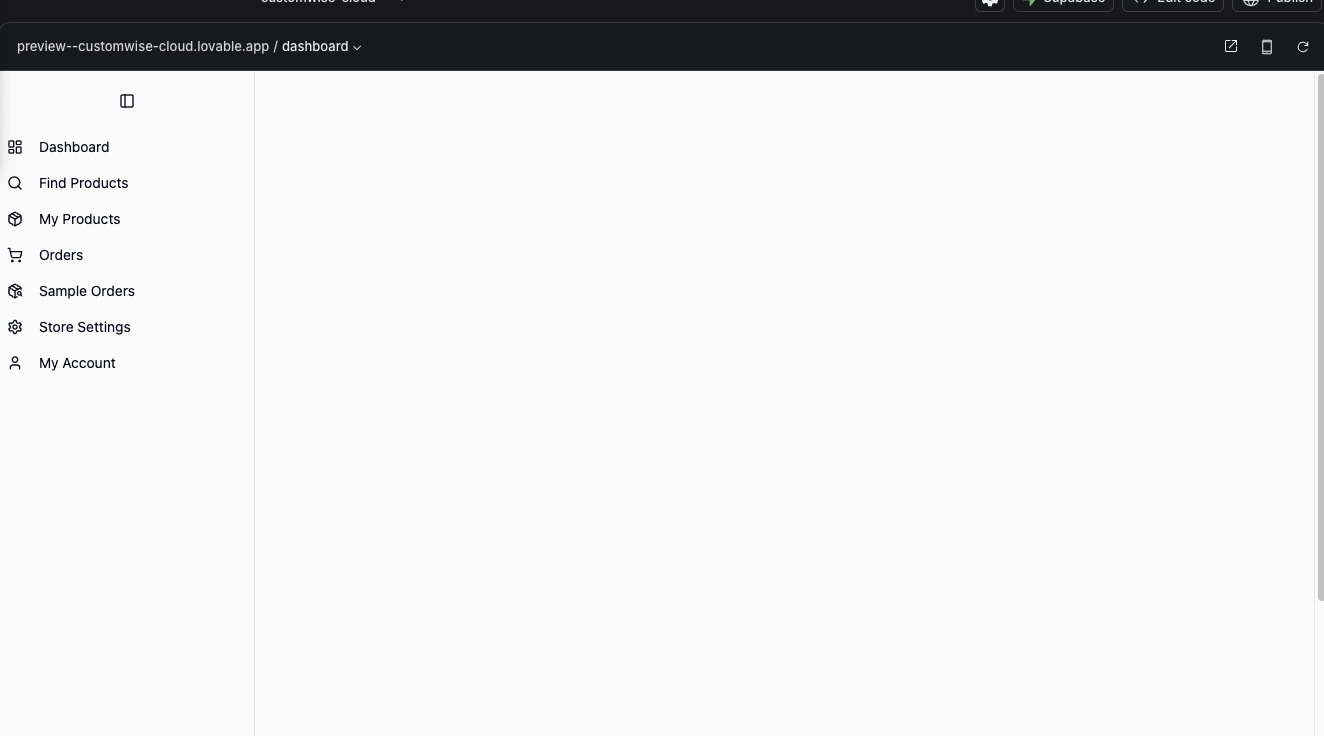 customwise-cloud
Supabase
Edit code
Publish
preview--customwise-cloud.lovable.app / dashboard
Dashboard
Find Products
My Products
Orders
Sample Orders
Store Settings
My Account